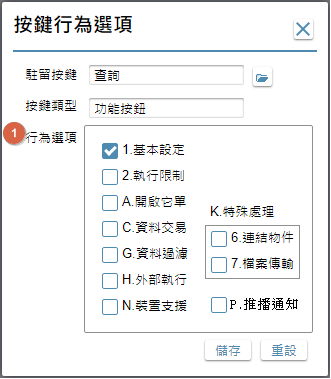 按鍵行為選項
駐留按鍵 查詢
按鍵類型 功能按鈕
1 行為選項
1.基本設定
2.執行限制
A.開啟它單
C.資料交易
G.資料過濾
H.外部執行
N.裝置支援
K.特殊處理
6.連結物件
7.檔案傳輸
P.推播通知
儲存 重設